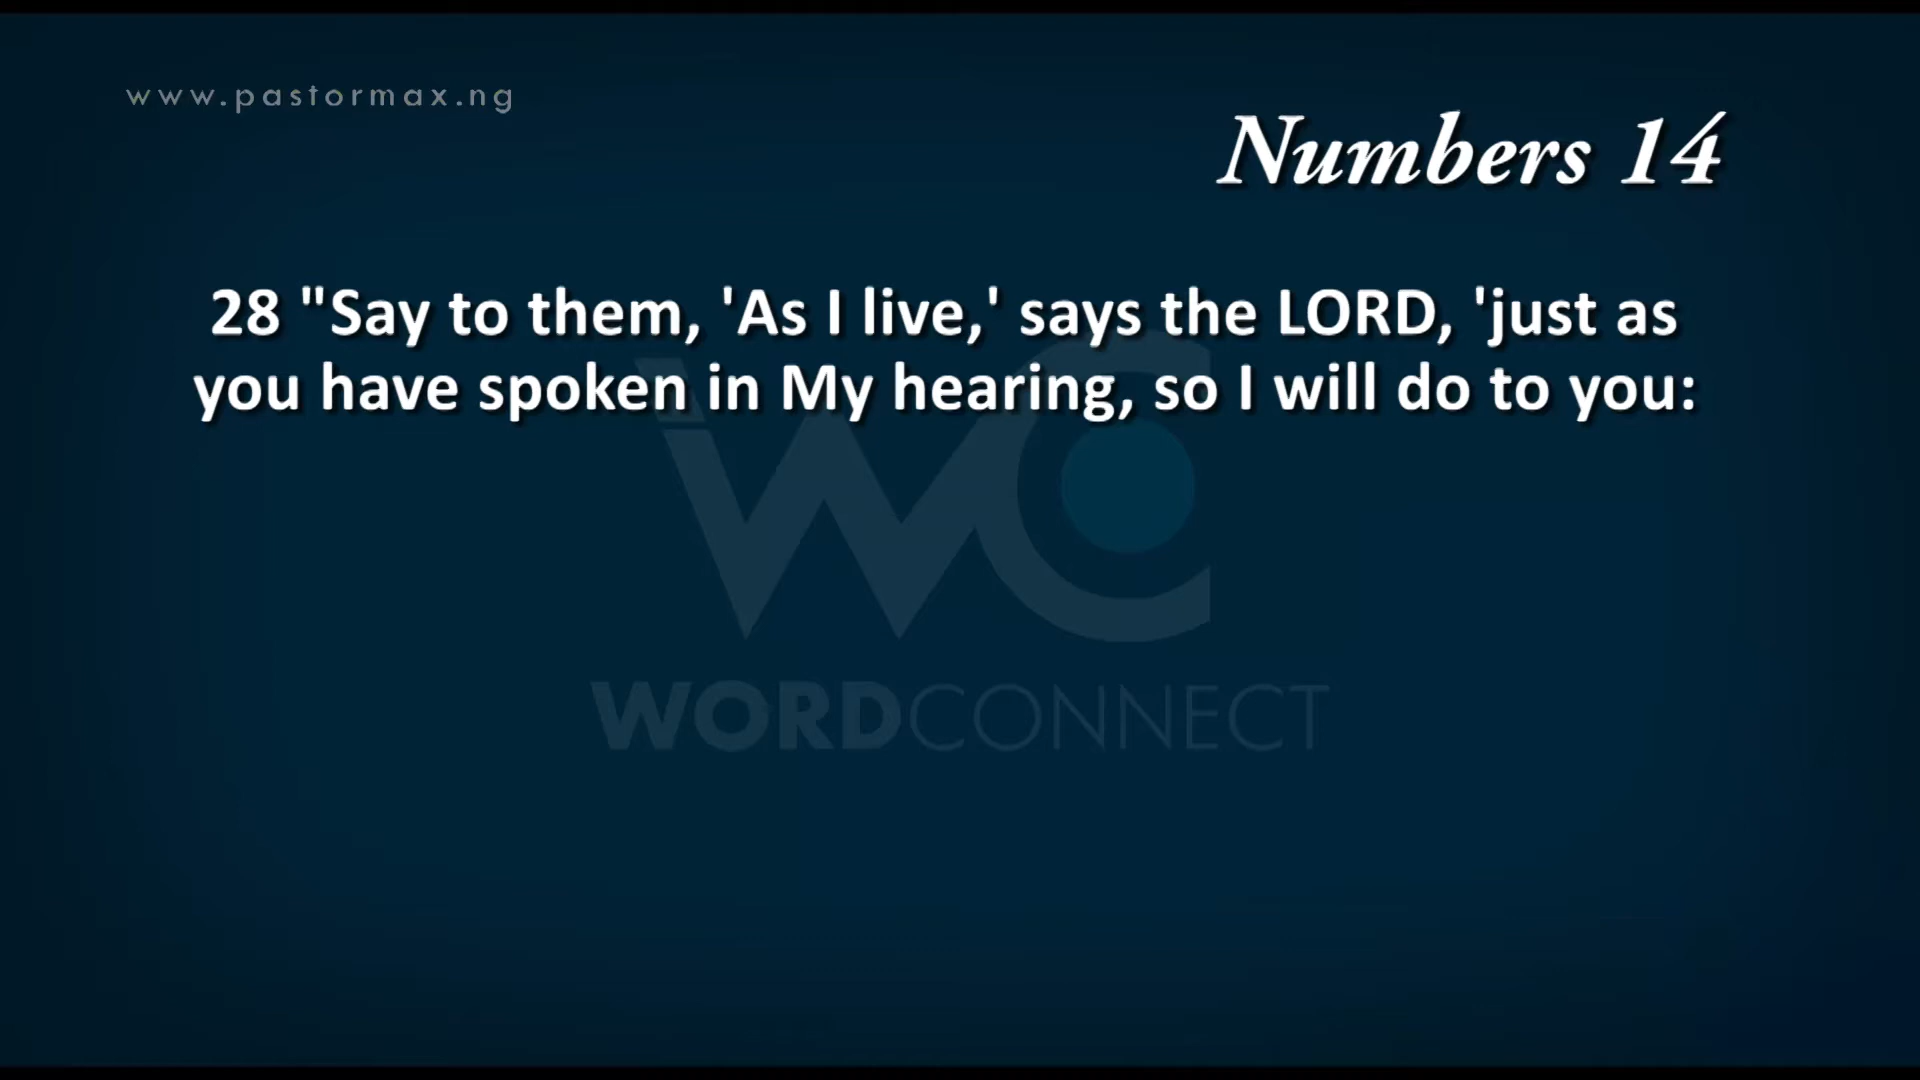 www.pastormax.ng
Numbers 14
28 "Say to them, 'As I live,' says the LORD, 'just as
you have spoken in My hearing, so I will do to you:
WC
WORDCONNECT